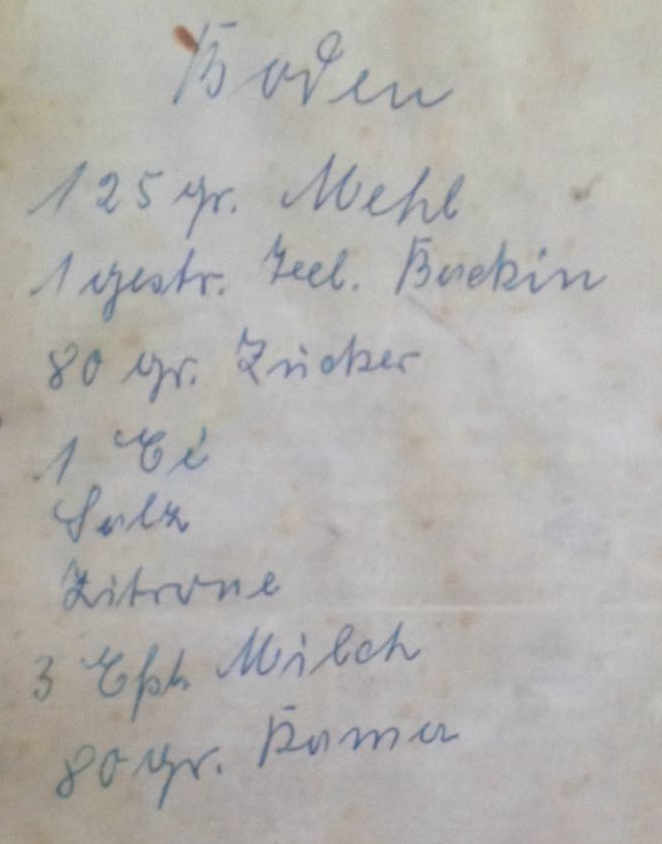 Boden
125 gr. Mehl
1 gestr. Teel. Backin
80 gr. Zucker
1 Ei
Salz
Zitrone
3 Eßl. Milch
80 gr. Rama